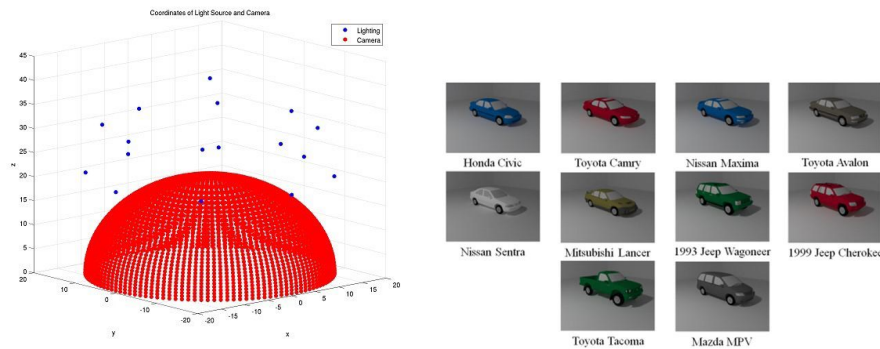 Coordinates of Light Source and Camera
Lighting
Camera
45
40
35
30
25
20
15
10
5
0
z
20
10
0
-10
-20
y
-20
-15
-10
-5
0
5
10
15
20
x
Honda Civic
Toyota Camry
Nissan Maxima
Toyota Avalon
Nissan Sentra
Mitsubishi Lancer
1993 Jeep Wagoneer
1999 Jeep Cherokee
Toyota Tacoma
Mazda MPV